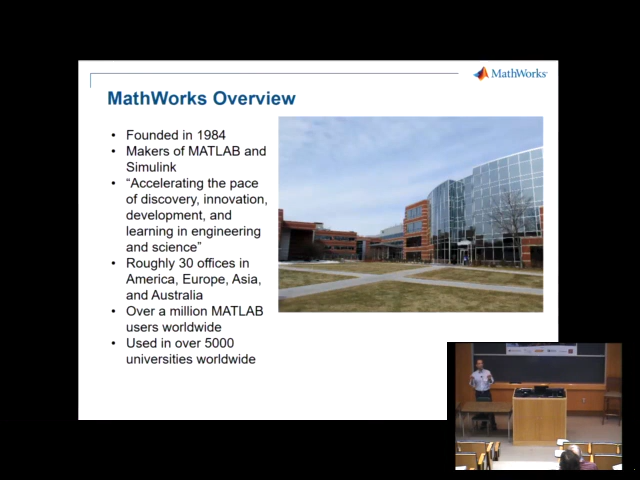 MathWorks
MathWorks Overview
• Founded in 1984
• Makers of MATLAB and
Simulink
• “Accelerating the pace
of discovery, innovation,
development, and
learning in engineering
and science”
• Roughly 30 offices in
America, Europe, Asia,
and Australia
• Over a million MATLAB
users worldwide
• Used in over 5000
universities worldwide